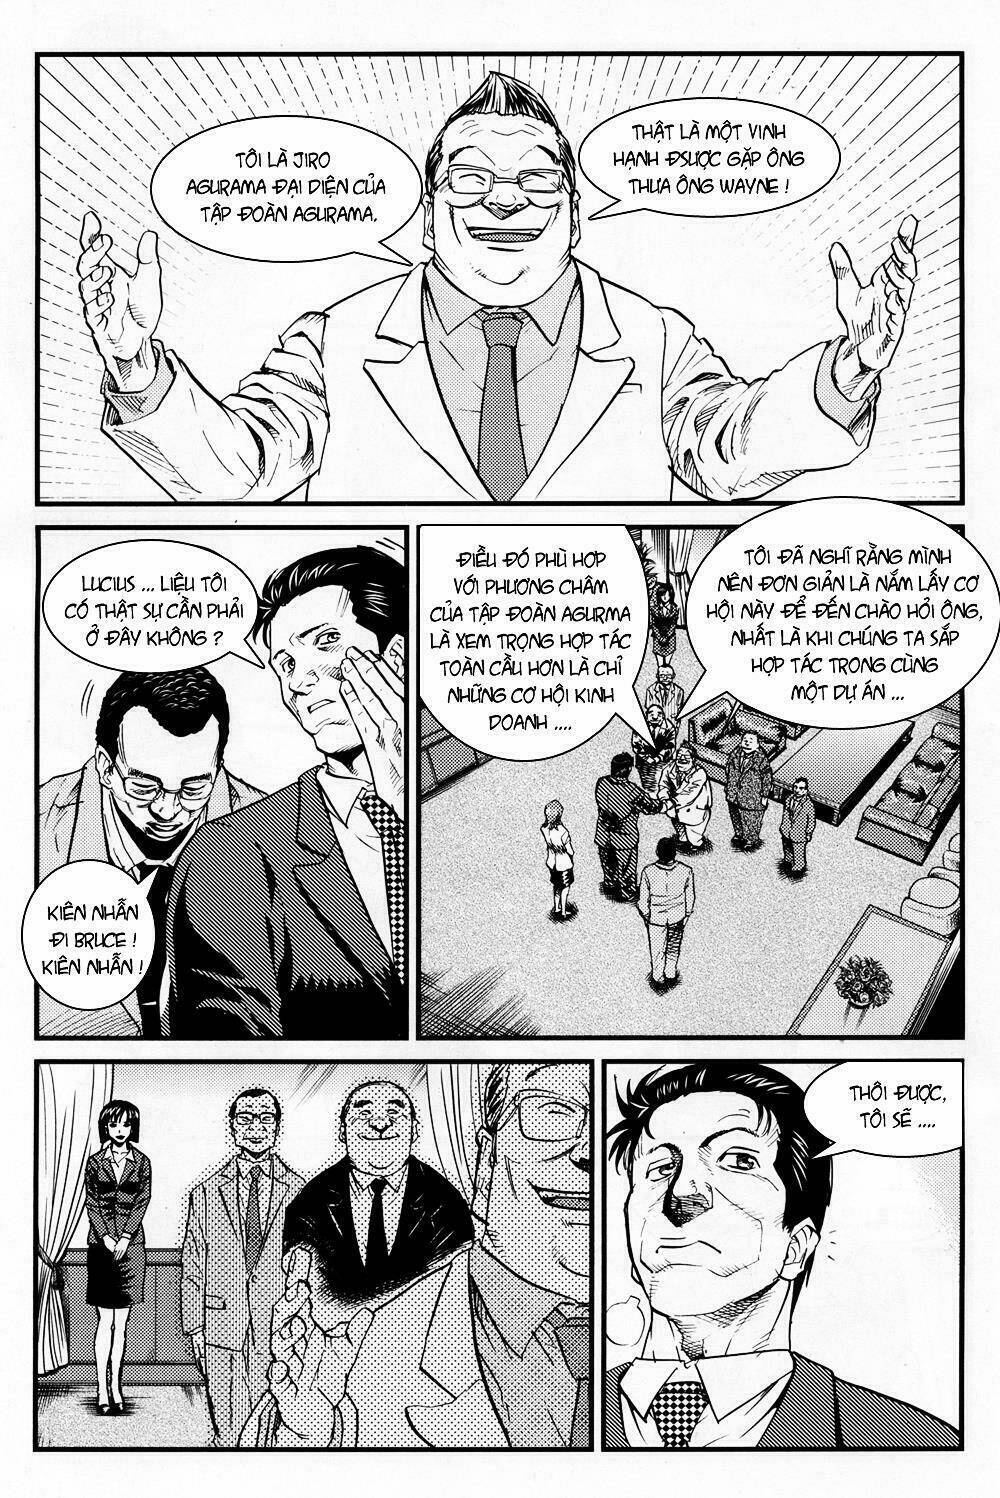 TÔI LÀ JIRO
AGURAMA ĐẠI DIỆN CỦA
TẬP ĐOÀN AGURAMA.
THẬT LÀ MỘT VINH
HẠNH ĐSƯỢC GẶP ÔNG
THƯA ÔNG WAYNE !
LUCIUS ... LIỆU TÔI
CÓ THẬT SỰ CẦN PHẢI
Ở ĐÂY KHÔNG ?
KIÊN NHẪN
ĐI BRUCE !
KIÊN NHẪN !
ĐIỀU ĐÓ PHÙ HỢP
VỚI PHƯƠNG CHÂM
CỦA TẬP ĐOÀN AGURMA
LÀ XEM TRỌNG HỢP TÁC
TOÀN CẦU HƠN LÀ CHỈ
NHỮNG CƠ HỘI KINH
DOANH ....
TÔI ĐÃ NGHĨ RẰNG MÌNH
NÊN ĐƠN GIẢN LÀ NẮM LẤY CƠ
HỘI NÀY ĐỂ ĐẾN CHÀO HỎI ÔNG,
NHẤT LÀ KHI CHÚNG TA SẮP
HỢP TÁC TRONG CÙNG
MỘT DỰ ÁN ...
THÔI ĐƯỢC,
TÔI SẼ ....